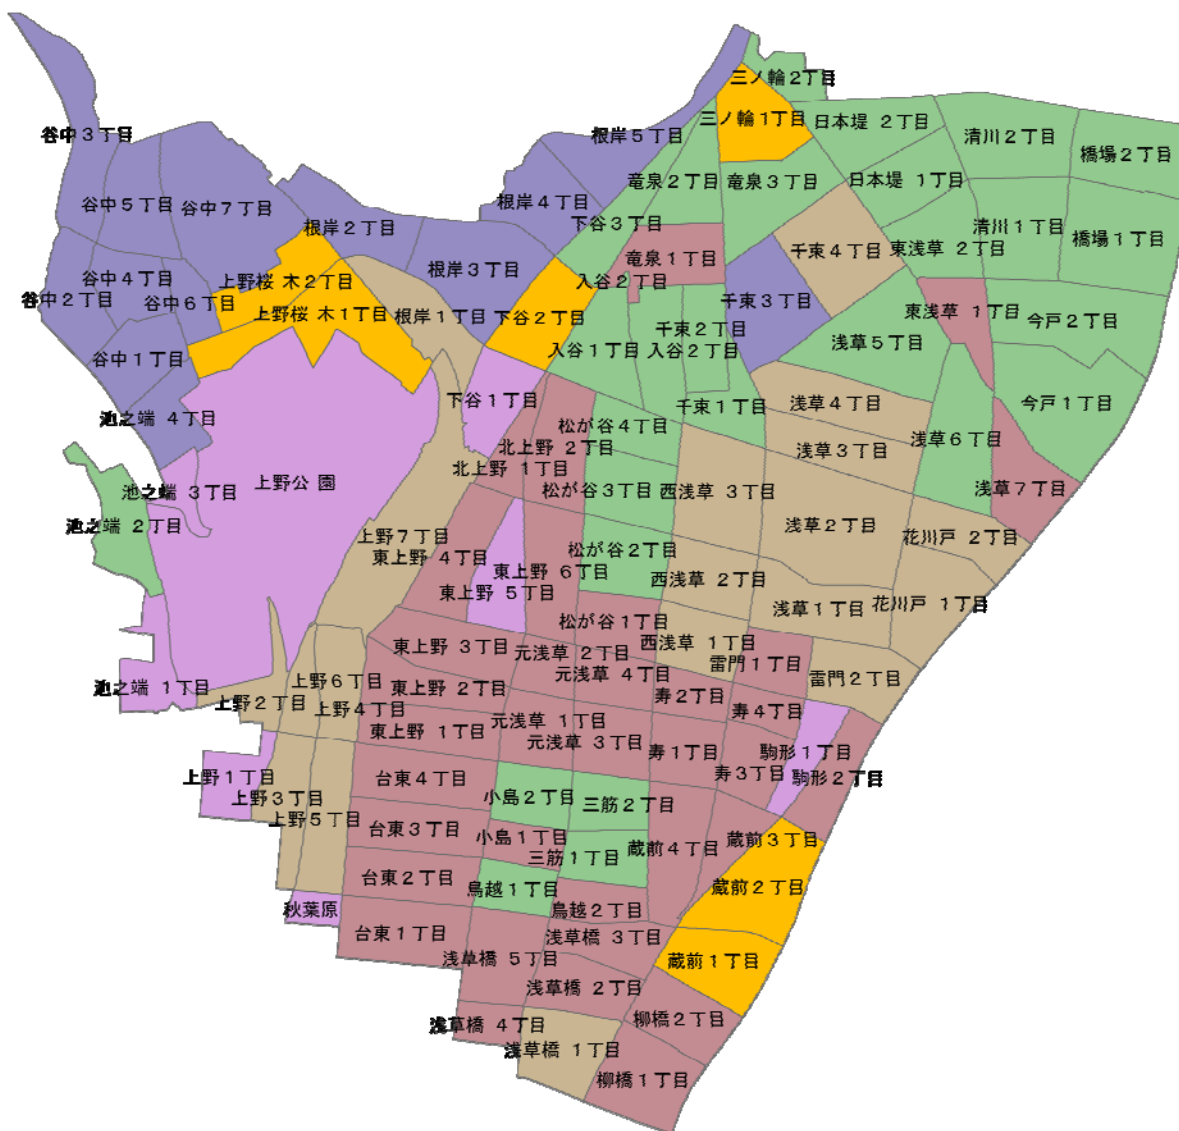 三ノ輪２丁目
三ノ輪１丁目
日本堤 ２丁目
谷中３丁目
根岸５丁目
清川２丁目
橋場２丁目
竜泉２丁目
竜泉３丁目
日本堤 １丁目
谷中５丁目
谷中７丁目
根岸４丁目
根岸２丁目
下谷３丁目
清川１丁目
橋場１丁目
千束４丁目
東浅草 ２丁目
竜泉１丁目
根岸３丁目
谷中４丁目
上野桜 木２丁目
入谷２丁目
谷中２丁目
谷中６丁目
千束３丁目
上野桜 木１丁目
根岸１丁目
下谷２丁目
東浅草 １丁目
今戸２丁目
千束２丁目
浅草５丁目
谷中１丁目
入谷１丁目
入谷２丁目
下谷１丁目
千束１丁目
浅草４丁目
今戸１丁目
池之端 ４丁目
松が谷４丁目
北上野 ２丁目
浅草３丁目
浅草６丁目
北上野 １丁目
上野公 園
池之端 ３丁目
松が谷３丁目
西浅草 ３丁目
浅草７丁目
池之端 ２丁目
浅草２丁目
上野７丁目
花川戸 ２丁目
東上野 ４丁目
松が谷２丁目
東上野 ６丁目
西浅草 ２丁目
東上野 ５丁目
浅草１丁目
花川戸 １丁目
松が谷１丁目
東上野 ３丁目
元浅草 ２丁目
西浅草 １丁目
雷門１丁目
元浅草 ４丁目
雷門２丁目
上野６丁目
池之端 １丁目
東上野 ２丁目
寿２丁目
上野２丁目
上野４丁目
寿４丁目
元浅草 １丁目
東上野 １丁目
元浅草 ３丁目
寿１丁目
駒形１丁目
上野１丁目
台東４丁目
寿３丁目
駒形２丁目
上野３丁目
小島２丁目
三筋２丁目
上野５丁目
台東３丁目
小島１丁目
蔵前３丁目
三筋１丁目
蔵前４丁目
台東２丁目
鳥越１丁目
蔵前２丁目
秋葉原
鳥越２丁目
台東１丁目
浅草橋 ３丁目
浅草橋 ５丁目
蔵前１丁目
浅草橋 ２丁目
浅草橋 ４丁目
柳橋２丁目
浅草橋 １丁目
柳橋１丁目